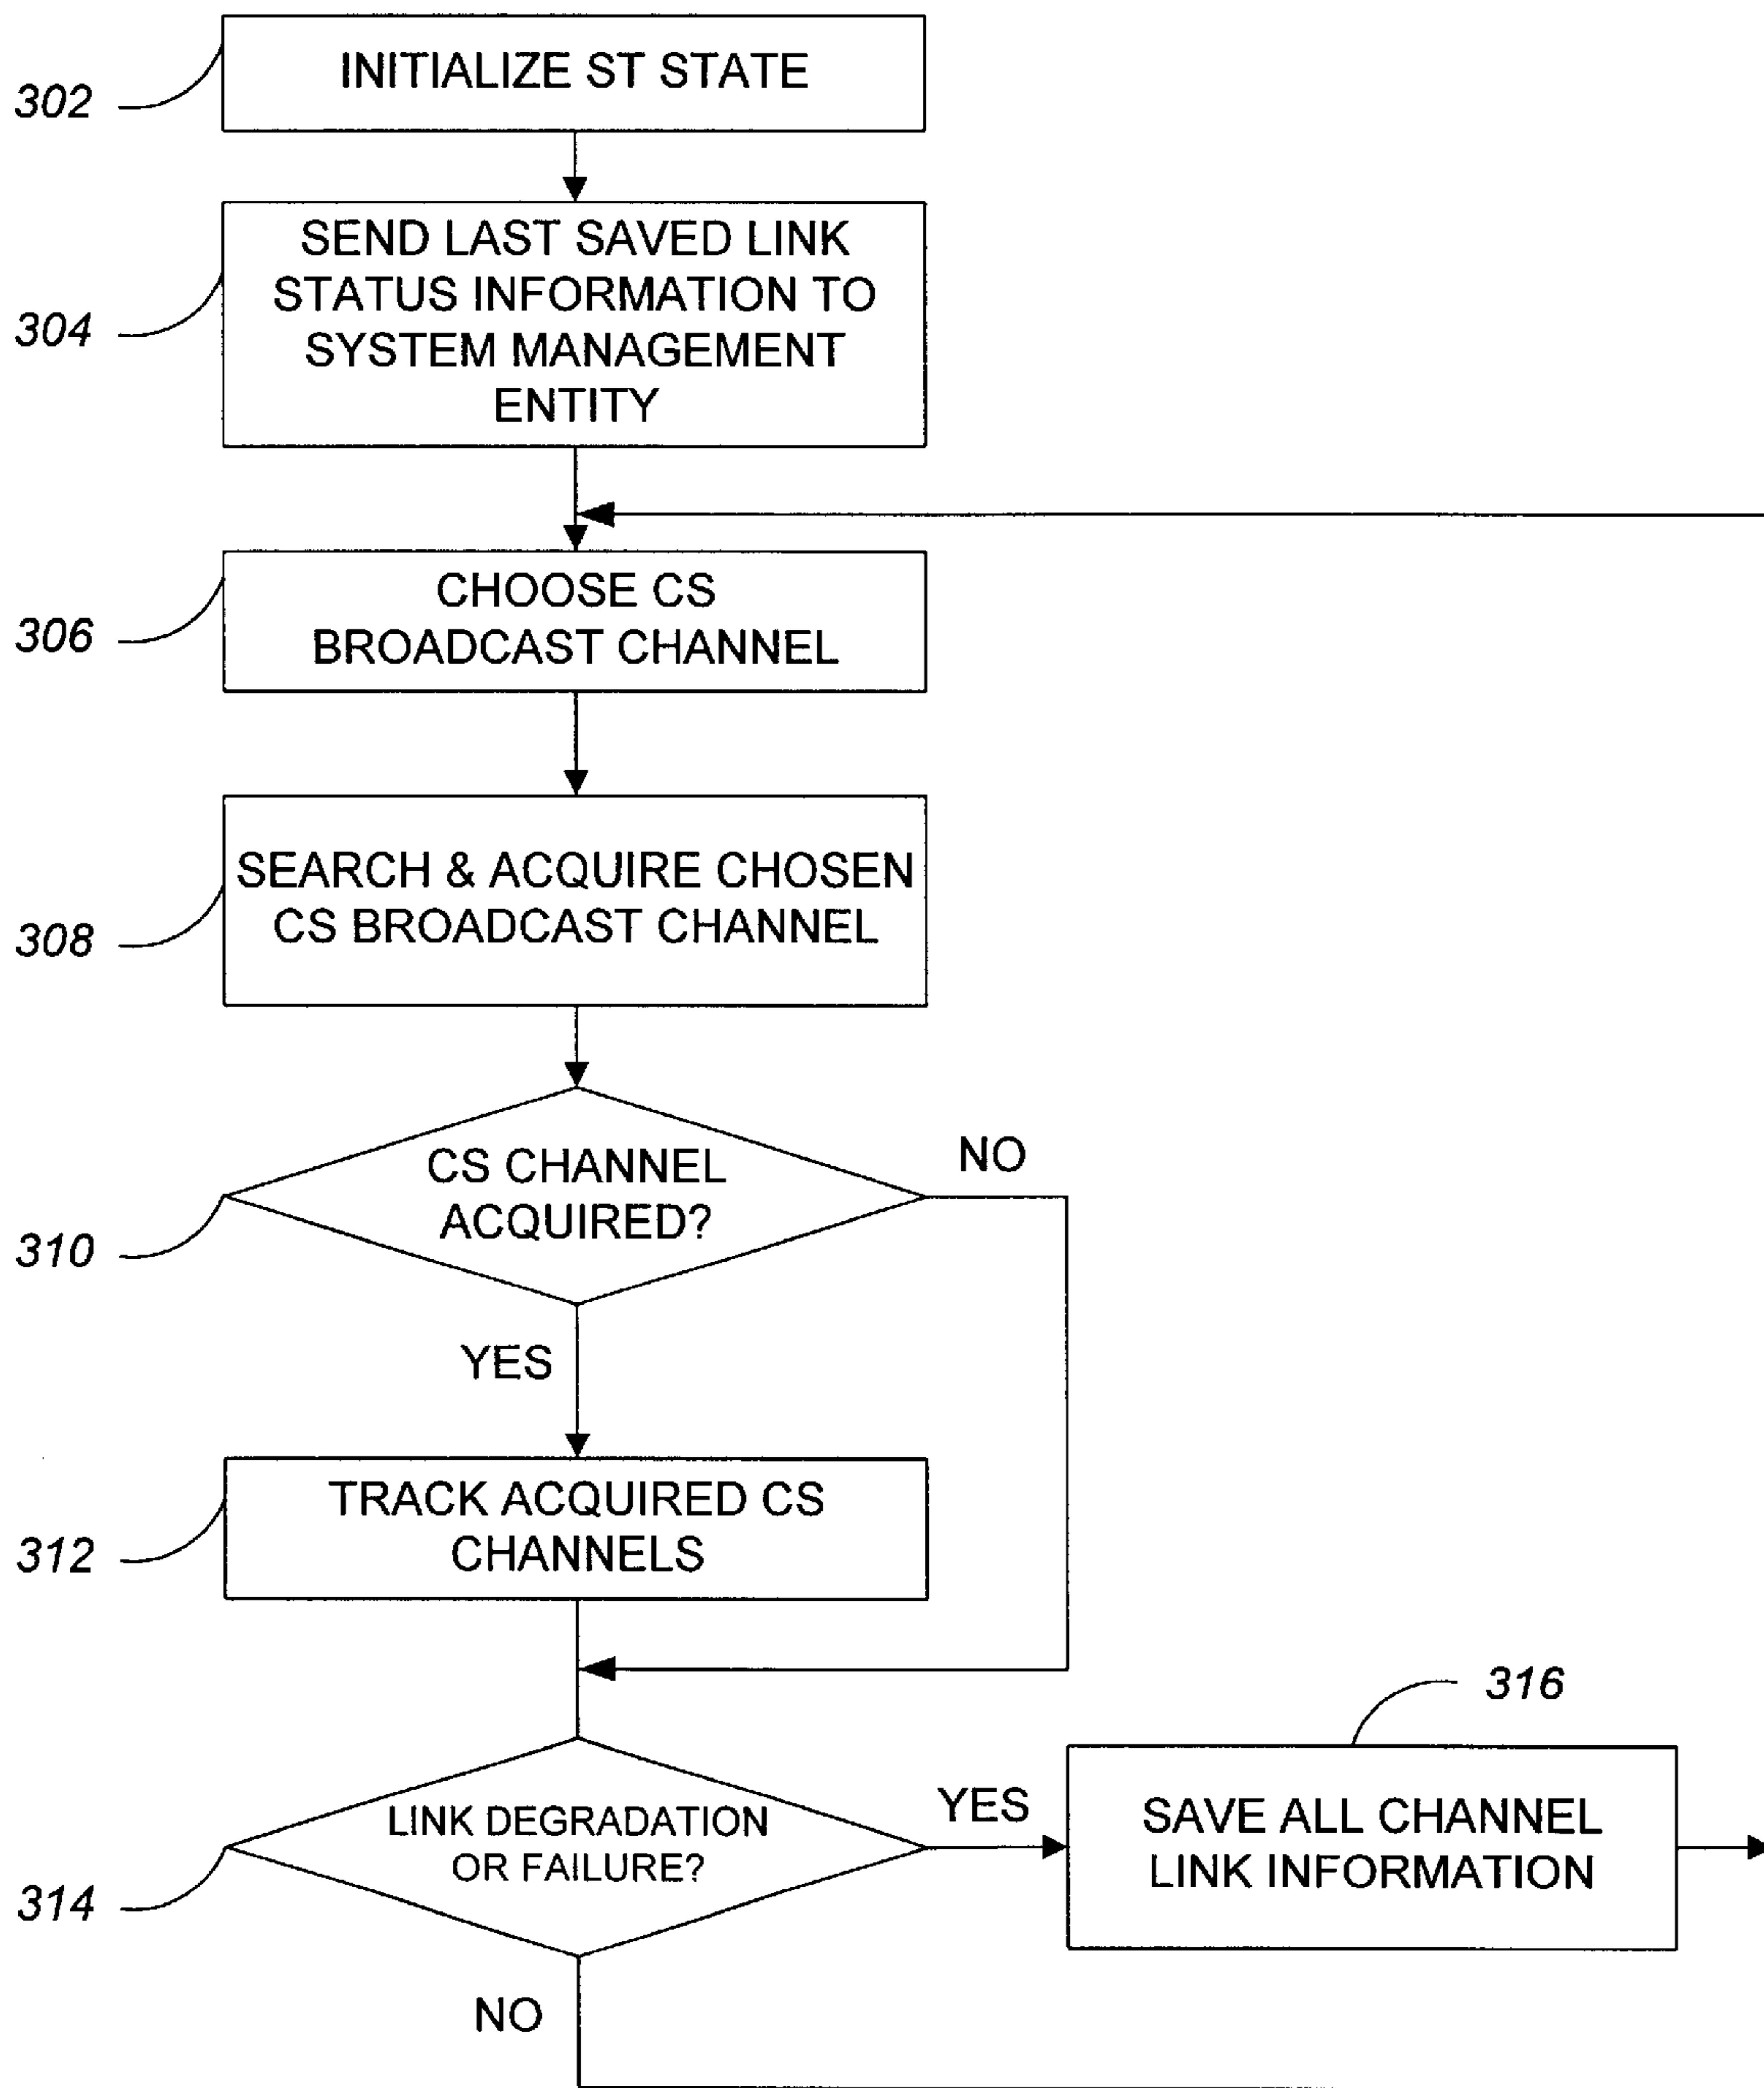 302
INITIALIZE ST STATE
304
SEND LAST SAVED LINK
STATUS INFORMATION TO
SYSTEM MANAGEMENT
ENTITY
306
CHOOSE CS
BROADCAST CHANNEL
308
SEARCH & ACQUIRE CHOSEN
CS BROADCAST CHANNEL
310
CS CHANNEL
ACQUIRED?
NO
YES
312
TRACK ACQUIRED CS
CHANNELS
314
LINK DEGRADATION
OR FAILURE?
YES
316
SAVE ALL CHANNEL
LINK INFORMATION
NO